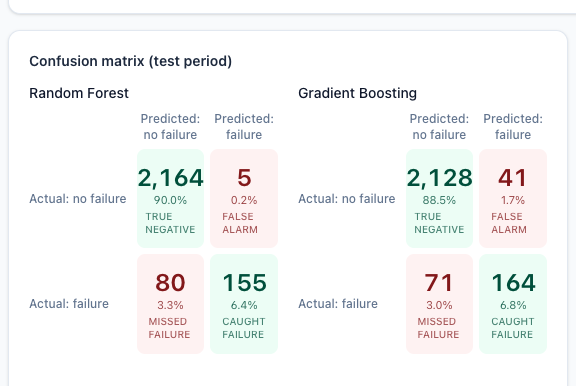 Confusion matrix (test period)
Random Forest
Predicted: no failure
Predicted: failure
Actual: no failure
2,164
90.0%
TRUE
NEGATIVE
5
0.2%
FALSE
ALARM
Actual: failure
80
3.3%
MISSED
FAILURE
155
6.4%
CAUGHT
FAILURE
Gradient Boosting
Predicted: no failure
Predicted: failure
Actual: no failure
2,128
88.5%
TRUE
NEGATIVE
41
1.7%
FALSE
ALARM
Actual: failure
71
3.0%
MISSED
FAILURE
164
6.8%
CAUGHT
FAILURE